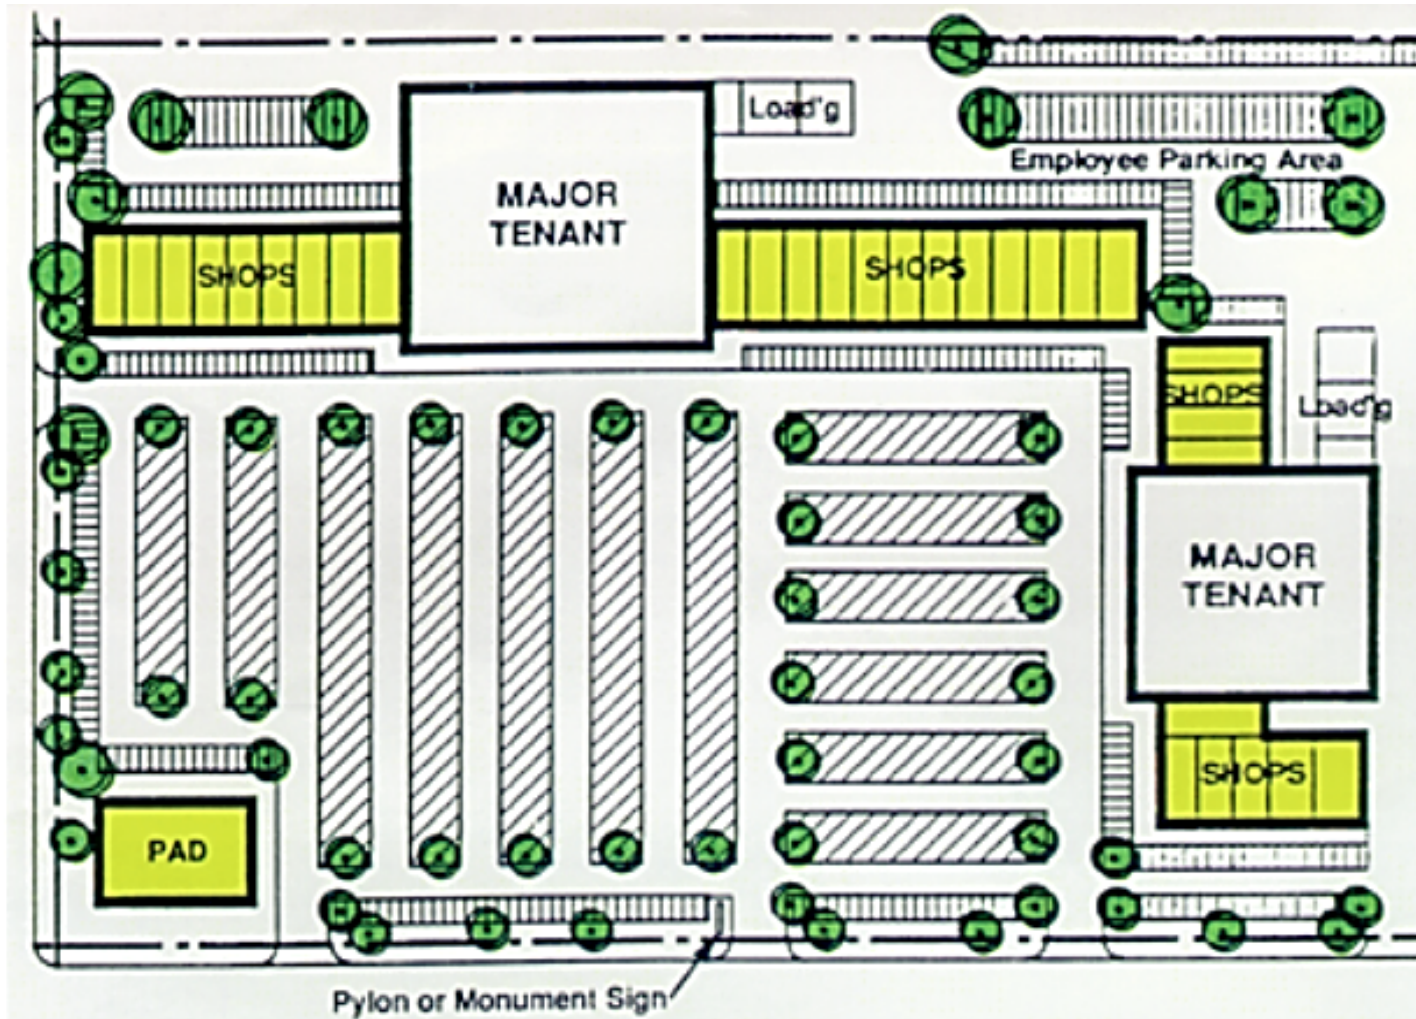 Load'g
Employee Parking Area
MAJOR
TENANT
SHOPS
SHOPS
SHOPS
Load'g
MAJOR
TENANT
SHOPS
PAD
Pylon or Monument Sign